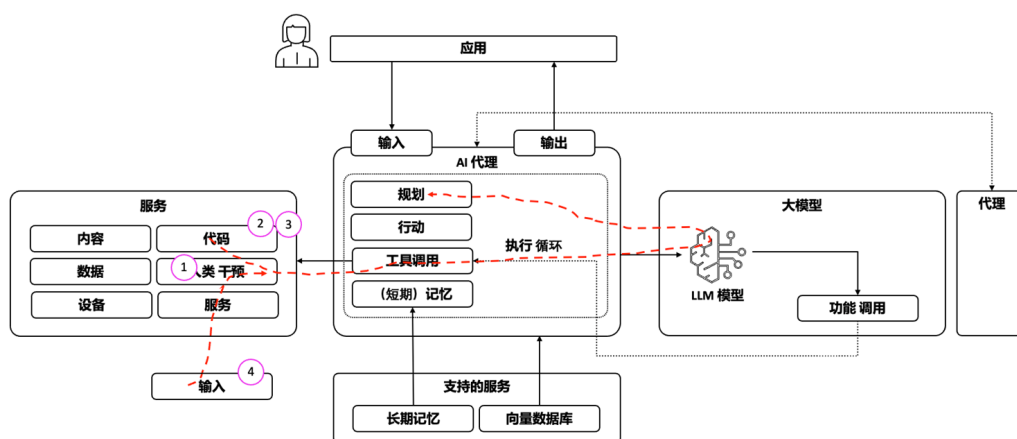 应用
输入
输出
AI 代理
规划
行动
工具调用
（短期）记忆
执行 循环
服务
内容
代码
2
3
数据
1
人类 干预
设备
服务
输入
4
大模型
LLM 模型
功能 调用
代理
支持的服务
长期记忆
向量数据库